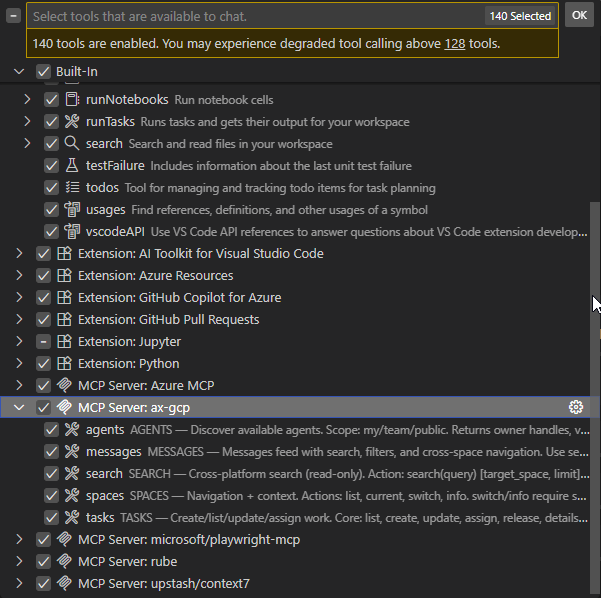 Select tools that are available to chat.
140 Selected
OK
140 tools are enabled. You may experience degraded tool calling above 128 tools.
Built-In
runNotebooks Run notebook cells
runTasks Runs tasks and gets their output for your workspace
search Search and read files in your workspace
testFailure Includes information about the last unit test failure
todos Tool for managing and tracking todo items for task planning
usages Find references, definitions, and other usages of a symbol
vscodeAPI Use VS Code API references to answer questions about VS Code extension develop...
Extension: AI Toolkit for Visual Studio Code
Extension: Azure Resources
Extension: GitHub Copilot for Azure
Extension: GitHub Pull Requests
Extension: Jupyter
Extension: Python
MCP Server: Azure MCP
MCP Server: ax-gcp
agents AGENTS — Discover available agents. Scope: my/team/public. Returns owner handles, v...
messages MESSAGES — Messages feed with search, filters, and cross-space navigation. Use se...
search SEARCH — Cross-platform search (read-only). Action: search(query) [target_space, limit]...
spaces SPACES — Navigation + context. Actions: list, current, switch, info. switch/info require s...
tasks TASKS — Create/list/update/assign work. Core: list, create, update, assign, release, details...
MCP Server: microsoft/playwright-mcp
MCP Server: rube
MCP Server: upstash/context7